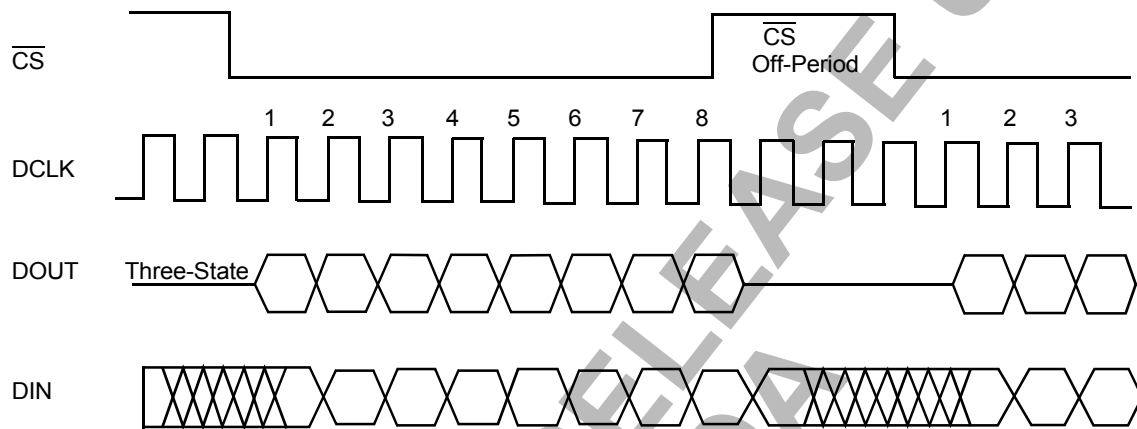 CS
CS
Off-Period
1 2 3 4 5 6 7 8 1 2 3
DCLK
DOUT Three-State
DIN
ELEASE